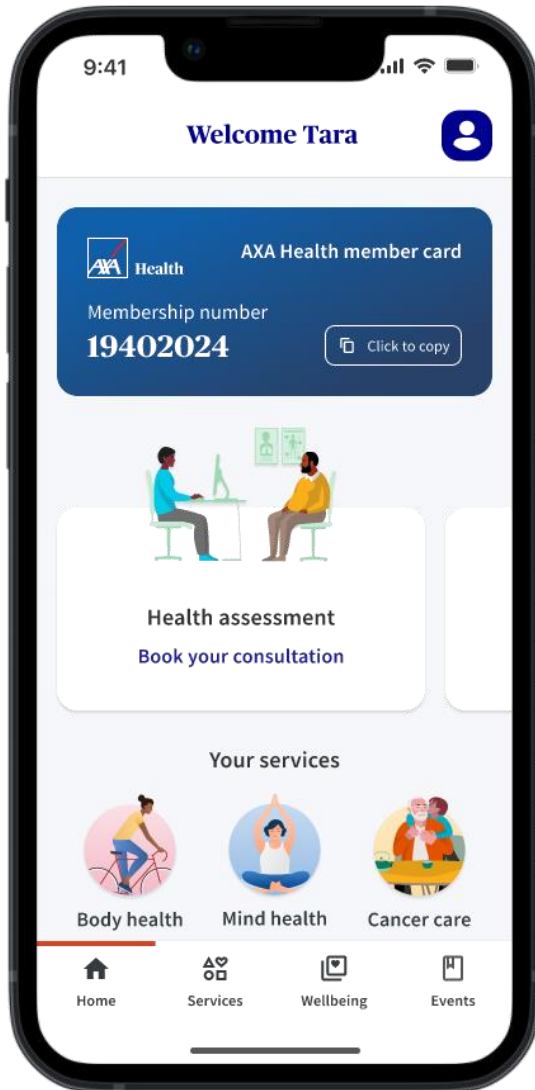 9:41
Welcome Tara
AXA Health
AXA Health member card
Membership number
19402024
Click to copy
Health assessment
Book your consultation
Your services
Body health
Mind health
Cancer care
Home
Services
Wellbeing
Events